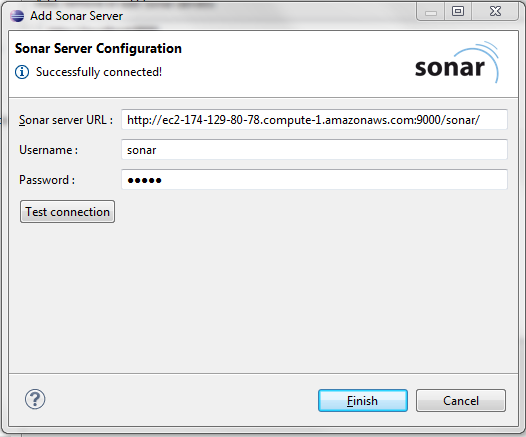 Add Sonar Server
Sonar Server Configuration
Successfully connected!
sonar
Sonar server URL : http://ec2-174-129-80-78.compute-1.amazonaws.com:9000/sonar/
Username : sonar
Password : ●●●●●
Test connection
?
Finish
Cancel